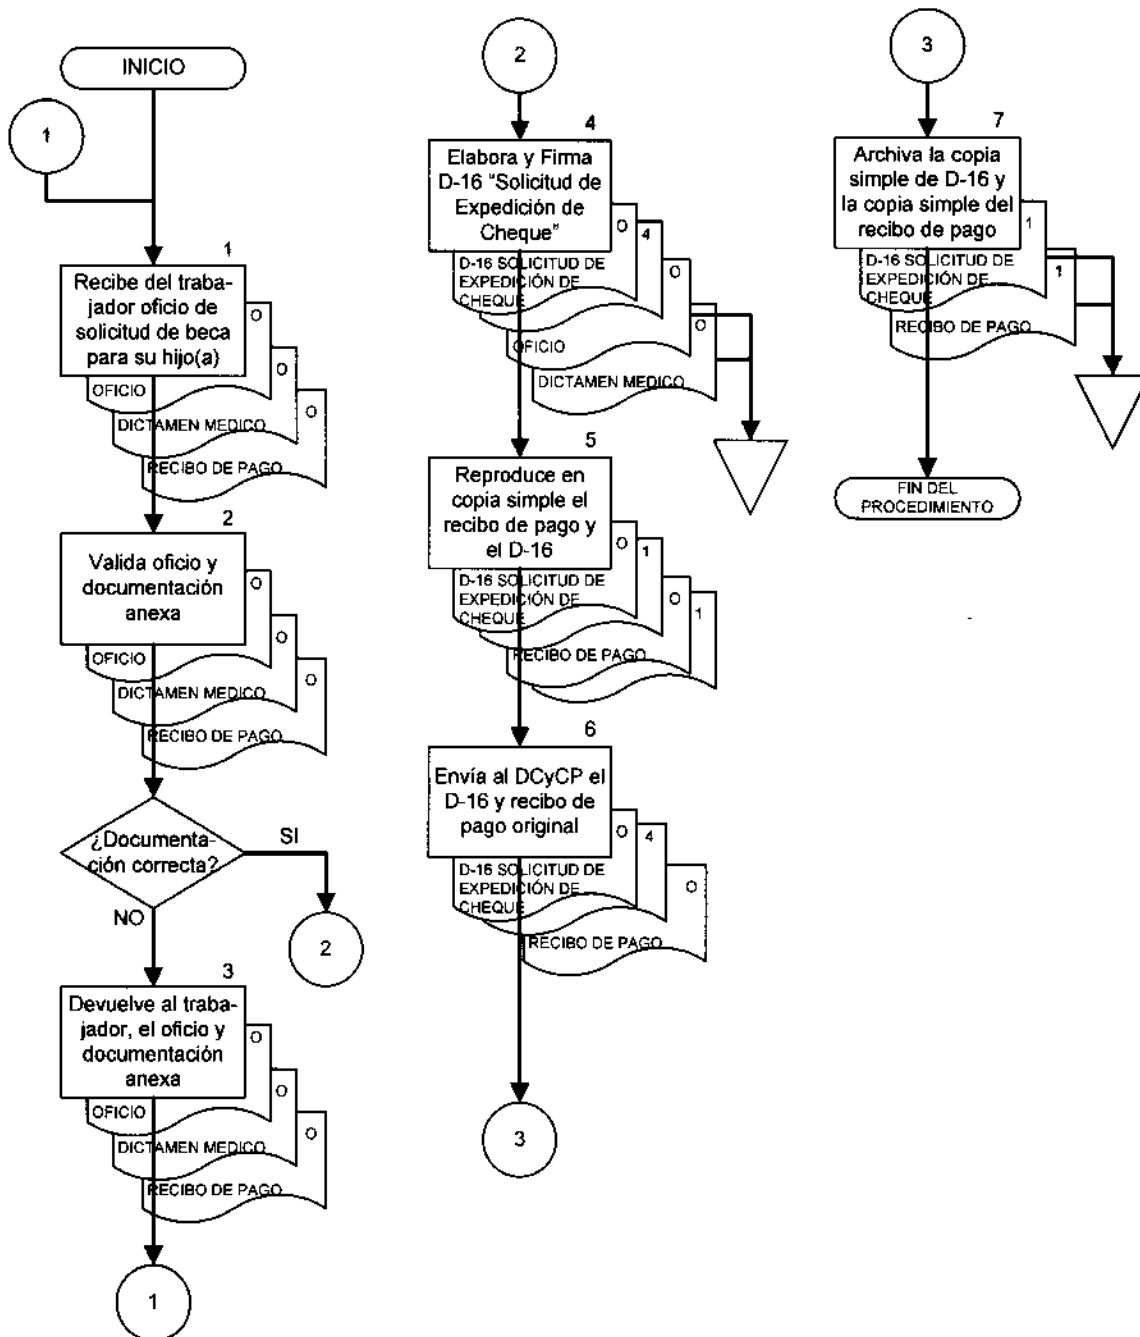 INICIO
1
1
Recibe del traba-
jador oficio de
solicitud de beca
para su hijo(a)
O
OFICIO
O
DICTAMEN MEDICO
O
RECIBO DE PAGO
2
Valida oficio y
documentación
anexa
O
OFICIO
O
DICTAMEN MEDICO
O
RECIBO DE PAGO
¿Documenta-
ción correcta?
SI
2
NO
3
Devuelve al traba-
jador, el oficio y
documentación
anexa
O
OFICIO
O
DICTAMEN MEDICO
O
RECIBO DE PAGO
1
2
4
Elabora y Firma
D-16 “Solicitud de
Expedición de
Cheque”
O
4
D-16 SOLICITUD DE
EXPEDICIÓN DE
CHEQUE
O
OFICIO
O
DICTAMEN MEDICO
5
Reproduce en
copia simple el
recibo de pago y
el D-16
O
1
D-16 SOLICITUD DE
EXPEDICIÓN DE
CHEQUE
O
1
RECIBO DE PAGO
6
Envía al DCyCP el
D-16 y recibo de
pago original
O
4
D-16 SOLICITUD DE
EXPEDICIÓN DE
CHEQUE
O
RECIBO DE PAGO
3
3
7
Archiva la copia
simple de D-16 y
la copia simple del
recibo de pago
1
D-16 SOLICITUD DE
EXPEDICIÓN DE
CHEQUE
1
RECIBO DE PAGO
FIN DEL
PROCEDIMIENTO